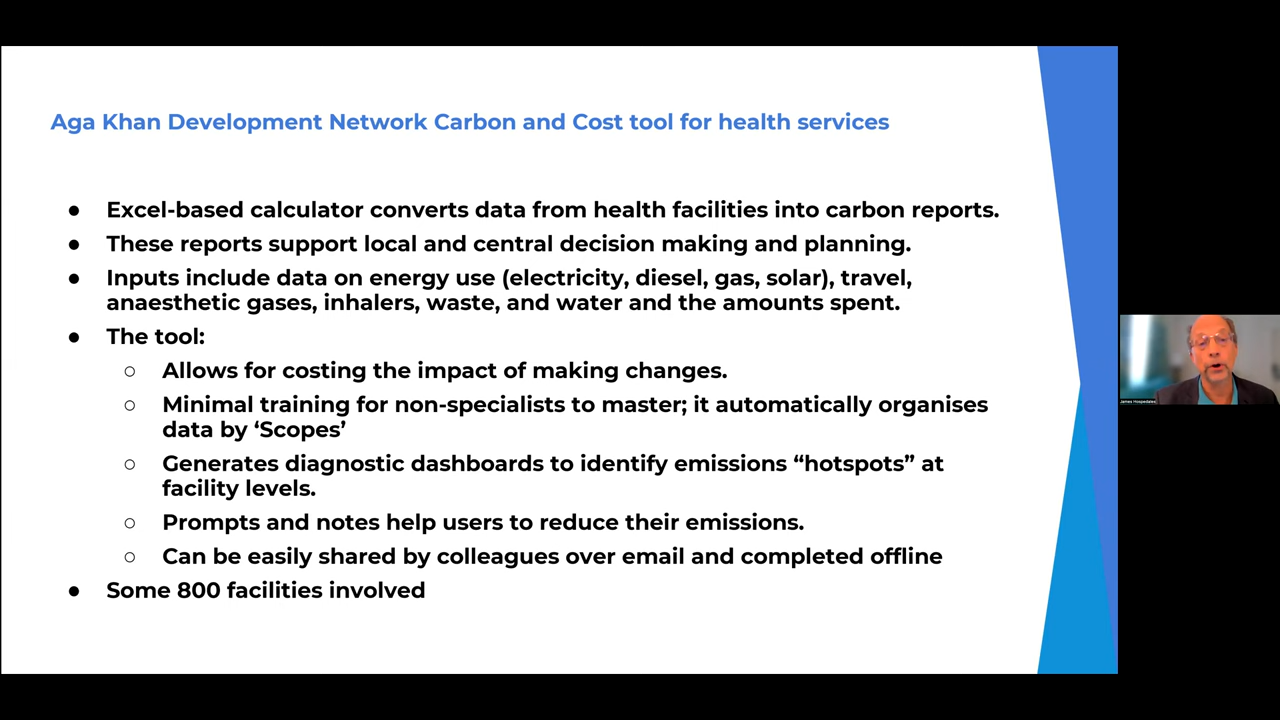 Aga Khan Development Network Carbon and Cost tool for health services
● Excel-based calculator converts data from health facilities into carbon reports.
● These reports support local and central decision making and planning.
● Inputs include data on energy use (electricity, diesel, gas, solar), travel,
anaesthetic gases, inhalers, waste, and water and the amounts spent.
● The tool:
○ Allows for costing the impact of making changes.
○ Minimal training for non-specialists to master; it automatically organises
data by ‘Scopes’
○ Generates diagnostic dashboards to identify emissions “hotspots” at
facility levels.
○ Prompts and notes help users to reduce their emissions.
○ Can be easily shared by colleagues over email and completed offline
● Some 800 facilities involved
James Hospedales